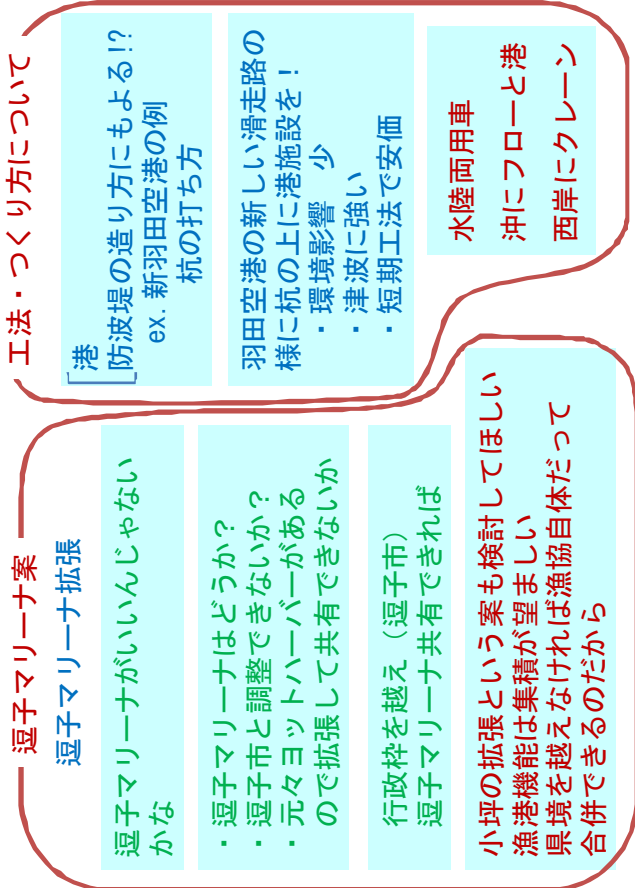 逗子マリーナ案
逗子マリーナ拡張
逗子マリーナがいいんじゃない
かな
・逗子マリーナはどうか？
・逗子市と調整できないか？
・元々ヨットハーバーがある
ので拡張して共有できないか
行政枠を越え（逗子市）
逗子マリーナ共有できれば
小坪の拡張という案も検討してほしい
漁港機能は集積が望ましい
県境を越えなければ漁協自体だって
合併できるのだから
工法・つくり方について
港
防波堤の造り方にもよる!?
ex. 新羽田空港の例
杭の打ち方
羽田空港の新しい滑走路の
様に杭の上に港施設を！
・環境影響　少
・津波に強い
・短期工法で安価
水陸両用車
沖にフローと港
西岸にクレーン